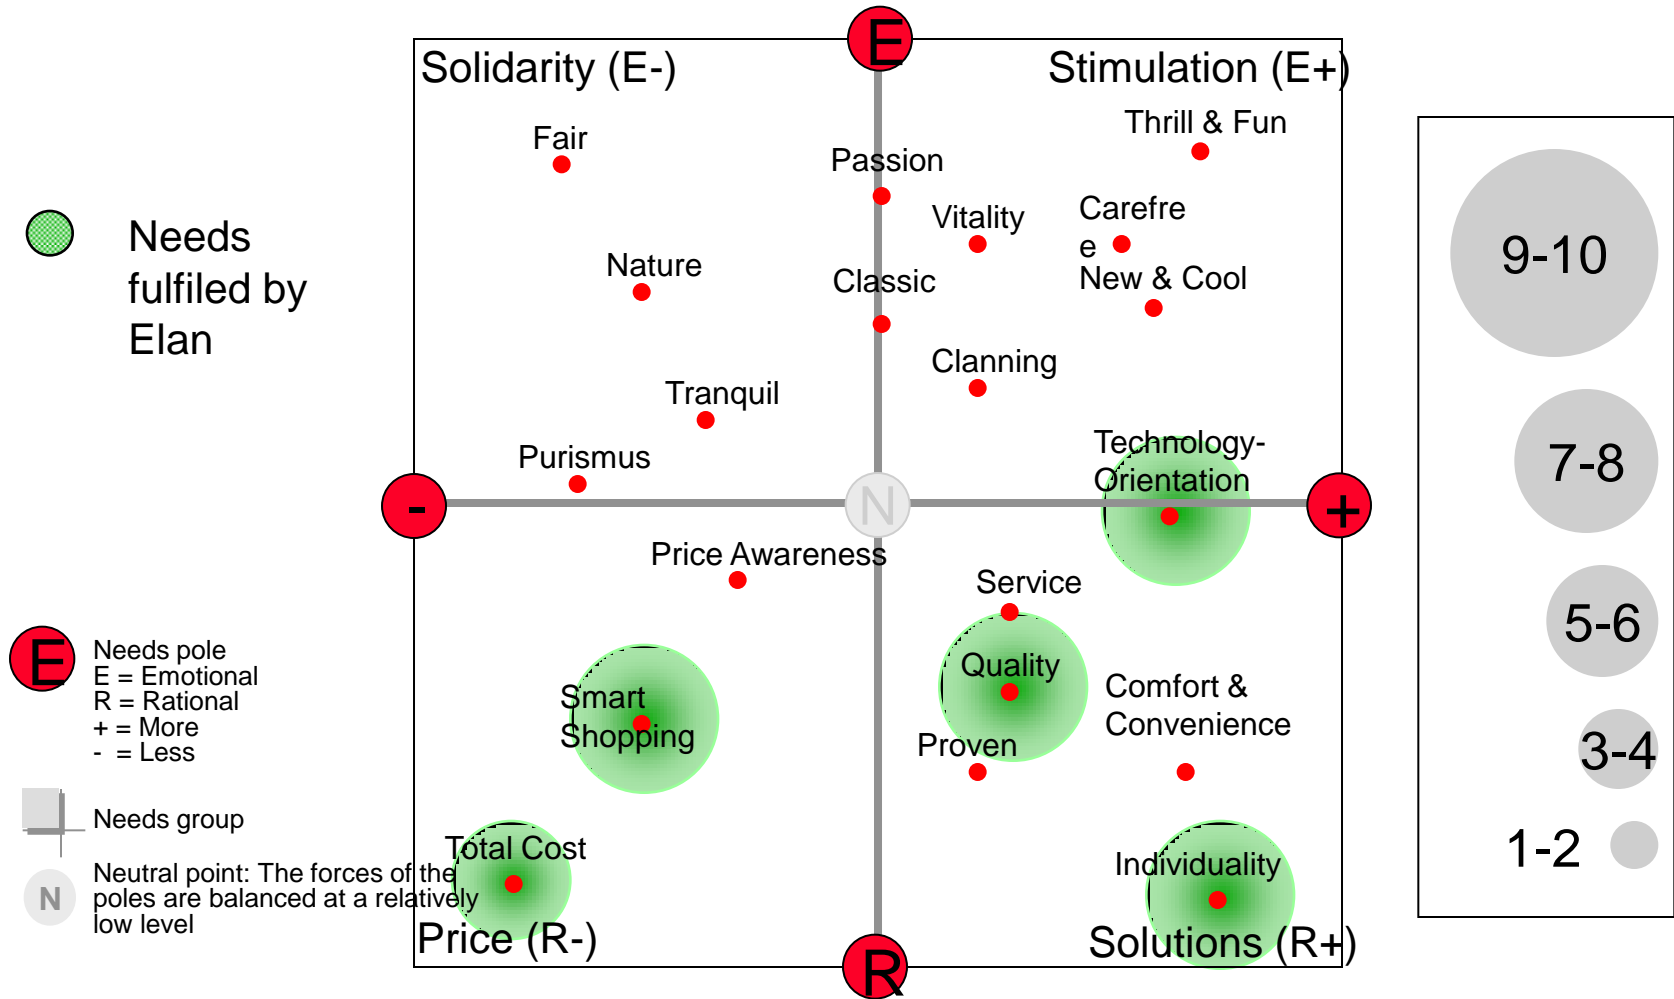 E
Solidarity (E-)
Stimulation (E+)
Thrill & Fun
Fair
Passion
Vitality
Carefre
e
Needs
fulfiled by
Elan
Nature
Classic
New & Cool
Clanning
Tranquil
Technology-
Orientation
Purismus
-
N
+
Price Awareness
Service
Quality
Smart
Shopping
Comfort &
Convenience
Proven
Total Cost
Individuality
Price (R-)
Solutions (R+)
R
E
Needs pole
E = Emotional
R = Rational
+ = More
- = Less
Needs group
N
Neutral point: The forces of the
poles are balanced at a relatively
low level
9-10
7-8
5-6
3-4
1-2